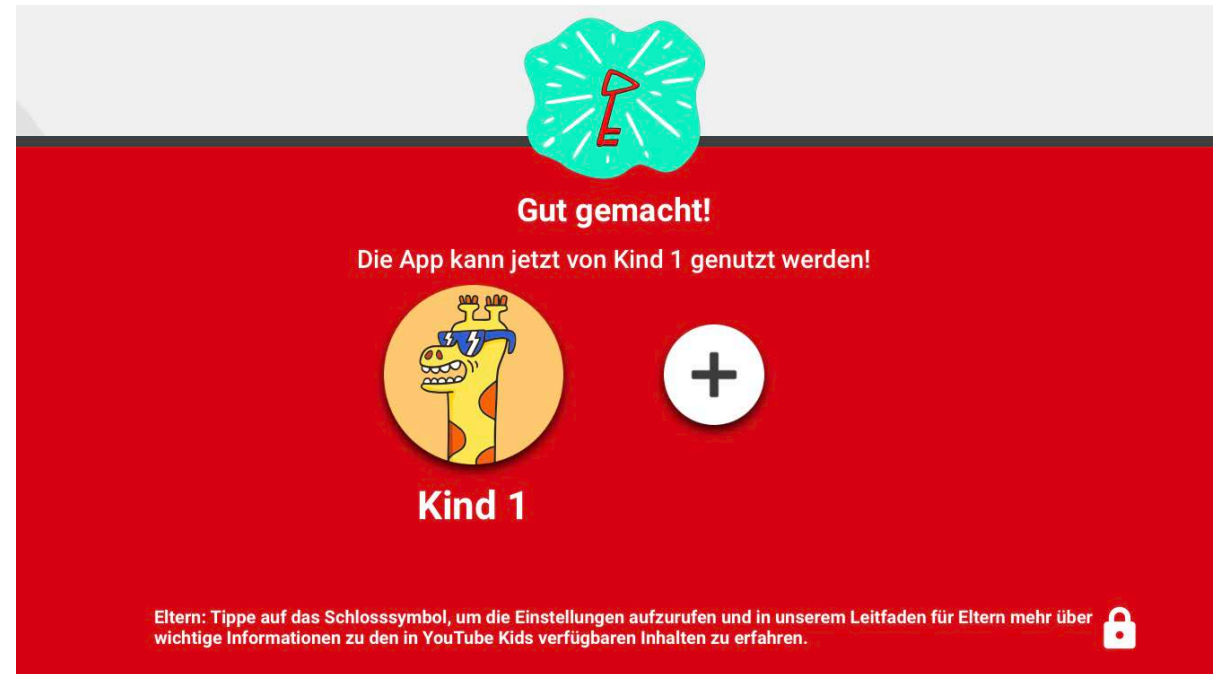 Gut gemacht!
Die App kann jetzt von Kind 1 genutzt werden!
Kind 1
Eltern: Tippe auf das Schlosssymbol, um die Einstellungen aufzurufen und in unserem Leitfaden für Eltern mehr über
wichtige Informationen zu den in YouTube Kids verfügbaren Inhalten zu erfahren.